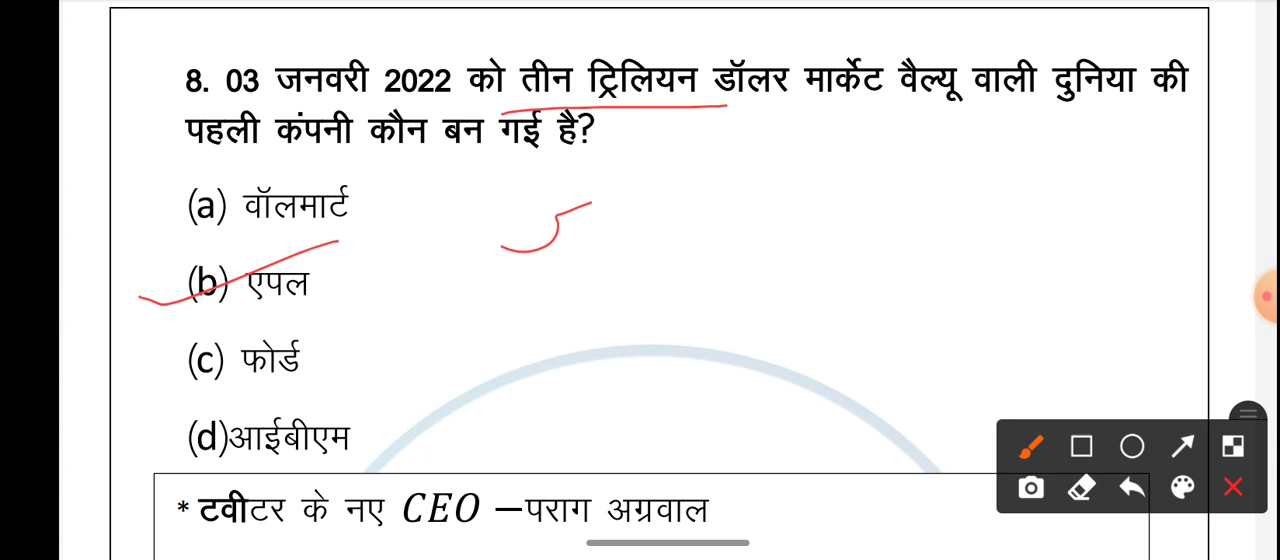 8. 03 जनवरी 2022 को तीन ट्रिलियन डॉलर मार्केट वैल्यू वाली दुनिया की
पहली कंपनी कौन बन गई है?
(a) वॉलमार्ट
(b) एपल
(c) फोर्ड
(d)आईबीएम
* टवीटर के नए CEO –पराग अग्रवाल